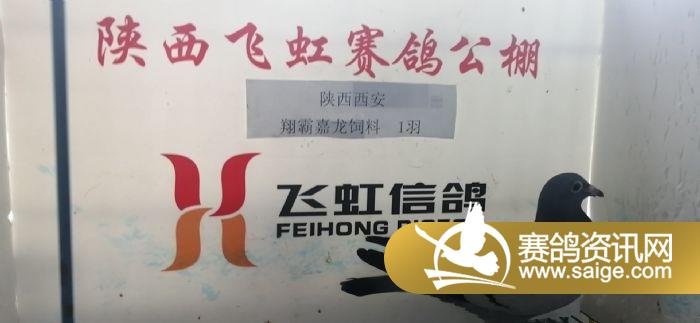 陕西飞虹赛鸽公棚
陕西西安
翔霸嘉龙饲料 1羽
飞虹信鸽
FEIHONG
赛鸽资讯网
www.saige.com